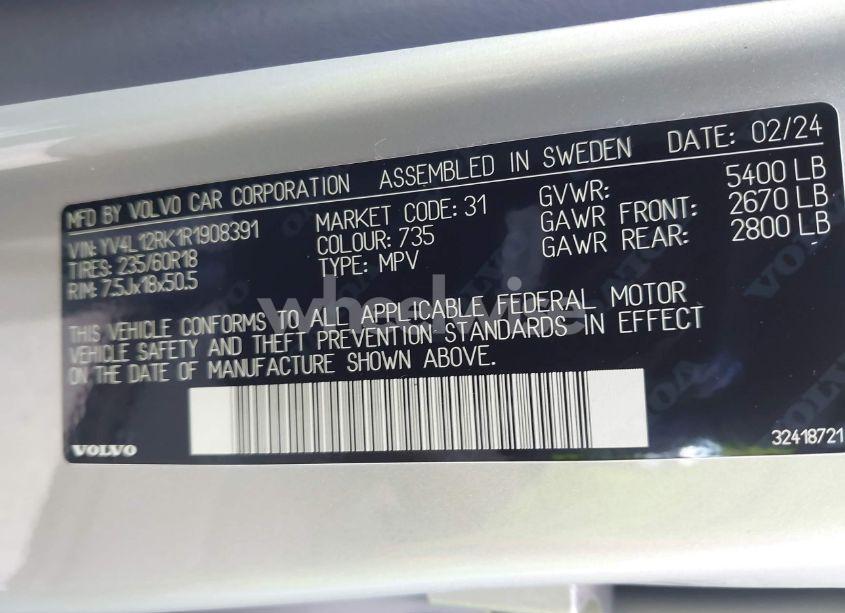 MFD BY VOLVO CAR CORPORATION ASSEMBLED IN SWEDEN DATE: 02/24
VIN: YV4L12RK1R1908391 MARKET CODE: 31 GVWR: 5400 LB
TIRES: 235/60R18 COLOUR: 735 GAWR FRONT: 2670 LB
RIM: 7.5Jx18x50.5 TYPE: MPV GAWR REAR: 2800 LB
THIS VEHICLE CONFORMS TO ALL APPLICABLE FEDERAL MOTOR
VEHICLE SAFETY AND THEFT PREVENTION STANDARDS IN EFFECT
ON THE DATE OF MANUFACTURE SHOWN ABOVE.
VOLVO 32418721